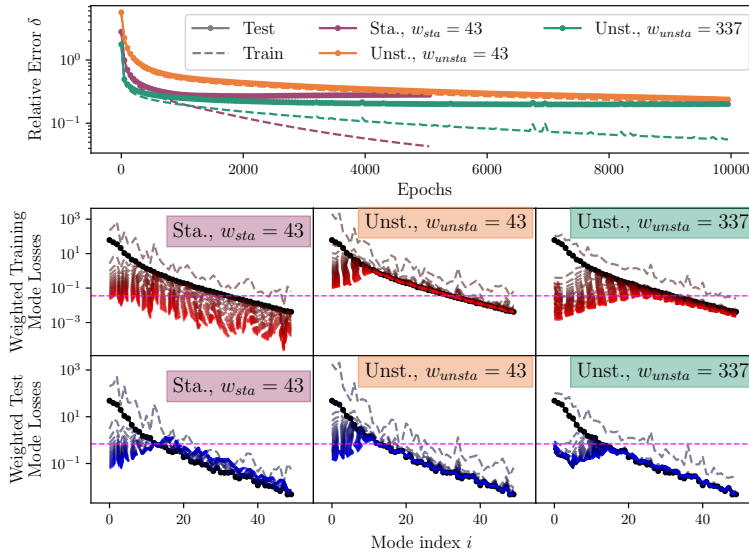 Relative Error δ
10^0
10^{-1}
Test
Train
Sta., w_{sta} = 43
Unst., w_{unsta} = 43
Unst., w_{unsta} = 337
0 2000 4000 6000 8000 10000
Epochs
Weighted Training
Mode Losses
10^3
10^1
10^{-1}
10^{-3}
Sta., w_{sta} = 43
Unst., w_{unsta} = 43
Unst., w_{unsta} = 337
Weighted Test
Mode Losses
10^3
10^1
10^{-1}
Sta., w_{sta} = 43
Unst., w_{unsta} = 43
Unst., w_{unsta} = 337
0 20 40 0 20 40 0 20 40
Mode index i